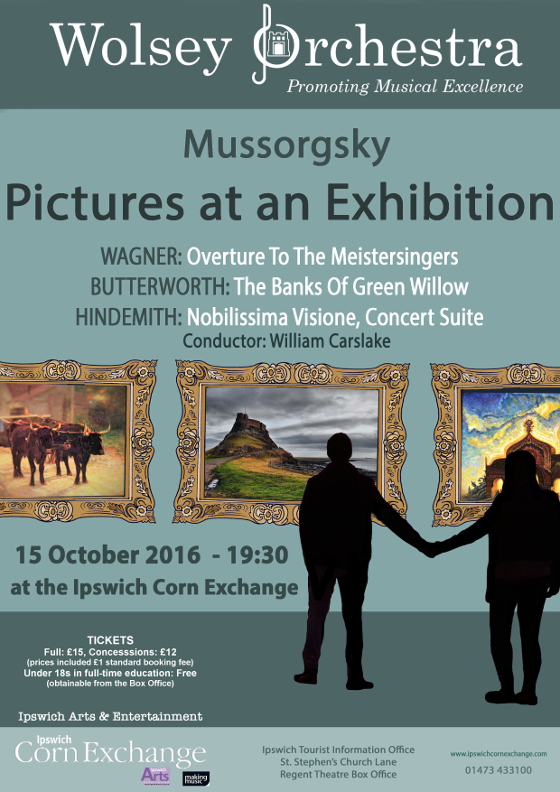 Wolsey Orchestra
Promoting Musical Excellence
Mussorgsky
Pictures at an Exhibition
WAGNER: Overture To The Meistersingers
BUTTERWORTH: The Banks Of Green Willow
HINDEMITH: Nobilissima Visione, Concert Suite
Conductor: William Carslake
15 October 2016 - 19:30
at the Ipswich Corn Exchange
TICKETS
Full: £15, Concesssions: £12
(prices included £1 standard booking fee)
Under 18s in full-time education: Free
(obtainable from the Box Office)
Ipswich Arts & Entertainment
Ipswich
Corn Exchange
Arts
making
music
Ipswich Tourist Information Office
St. Stephen's Church Lane
Regent Theatre Box Office
www.ipswichcornexchange.com
01473 433100